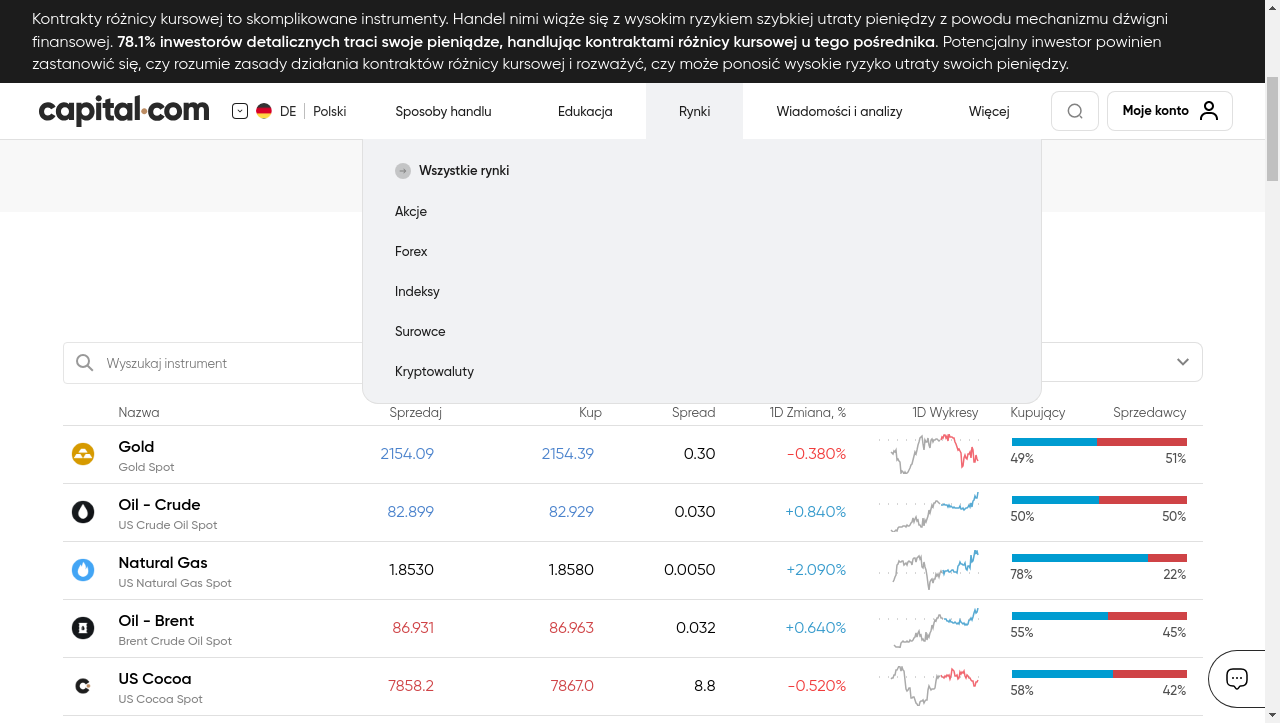 Kontrakty różnicy kursowej to skomplikowane instrumenty. Handel nimi wiąże się z wysokim ryzykiem szybkiej utraty pieniędzy z powodu mechanizmu dźwigni
finansowej. 78.1% inwestorów detalicznych traci swoje pieniądze, handlując kontraktami różnicy kursowej u tego pośrednika. Potencjalny inwestor powinien
zastanowić się, czy rozumie zasady działania kontraktów różnicy kursowej i rozważyć, czy może ponosić wysokie ryzyko utraty swoich pieniędzy.
capital.com DE Polski Sposoby handlu Edukacja Rynki Wiadomości i analizy Więcej Moje konto
Wszystkie rynki
Akcje
Forex
Indeksy
Surowce
Kryptowaluty
Wyszukaj instrument
Nazwa Sprzedaj Kup Spread 1D Zmiana, % 1D Wykresy Kupujący Sprzedawcy
Gold 2154.09 2154.39 0.30 -0.380%
Gold Spot 49% 51%
Oil - Crude 82.899 82.929 0.030 +0.840%
US Crude Oil Spot 50% 50%
Natural Gas 1.8530 1.8580 0.0050 +2.090%
US Natural Gas Spot 78% 22%
Oil - Brent 86.931 86.963 0.032 +0.640%
Brent Crude Oil Spot 55% 45%
US Cocoa 7858.2 7867.0 8.8 -0.520%
US Cocoa Spot 58% 42%